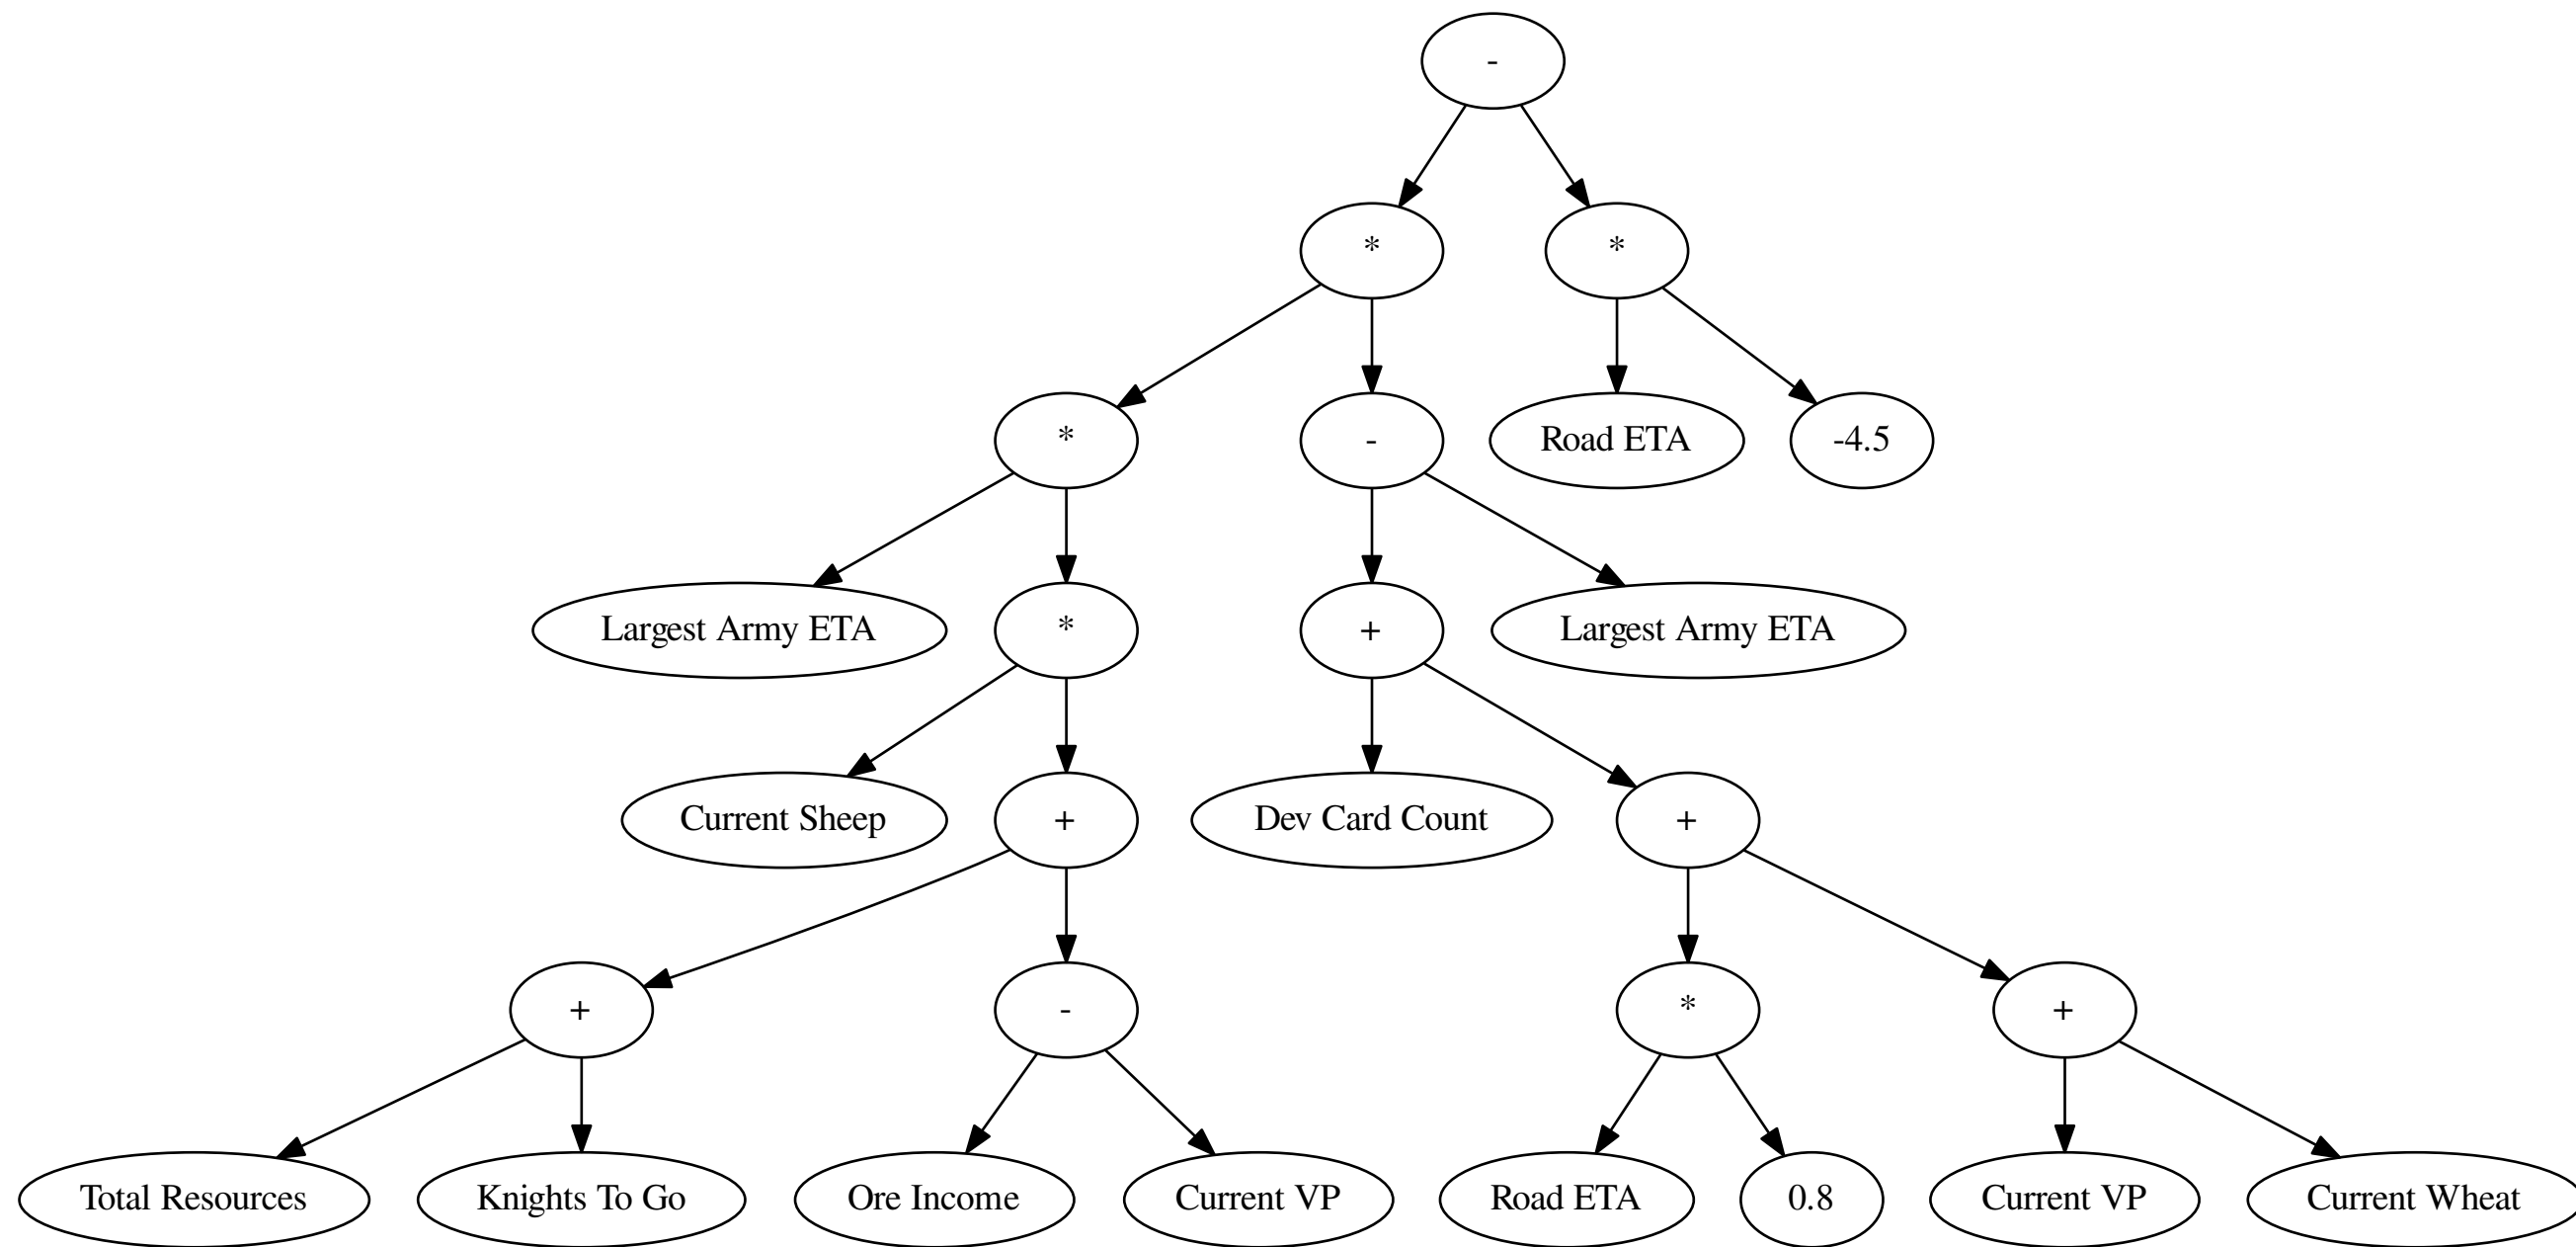 -
*
*
*
-
Road ETA
-4.5
Largest Army ETA
*
+
Largest Army ETA
Current Sheep
+
Dev Card Count
+
+
-
*
+
Total Resources
Knights To Go
Ore Income
Current VP
Road ETA
0.8
Current VP
Current Wheat